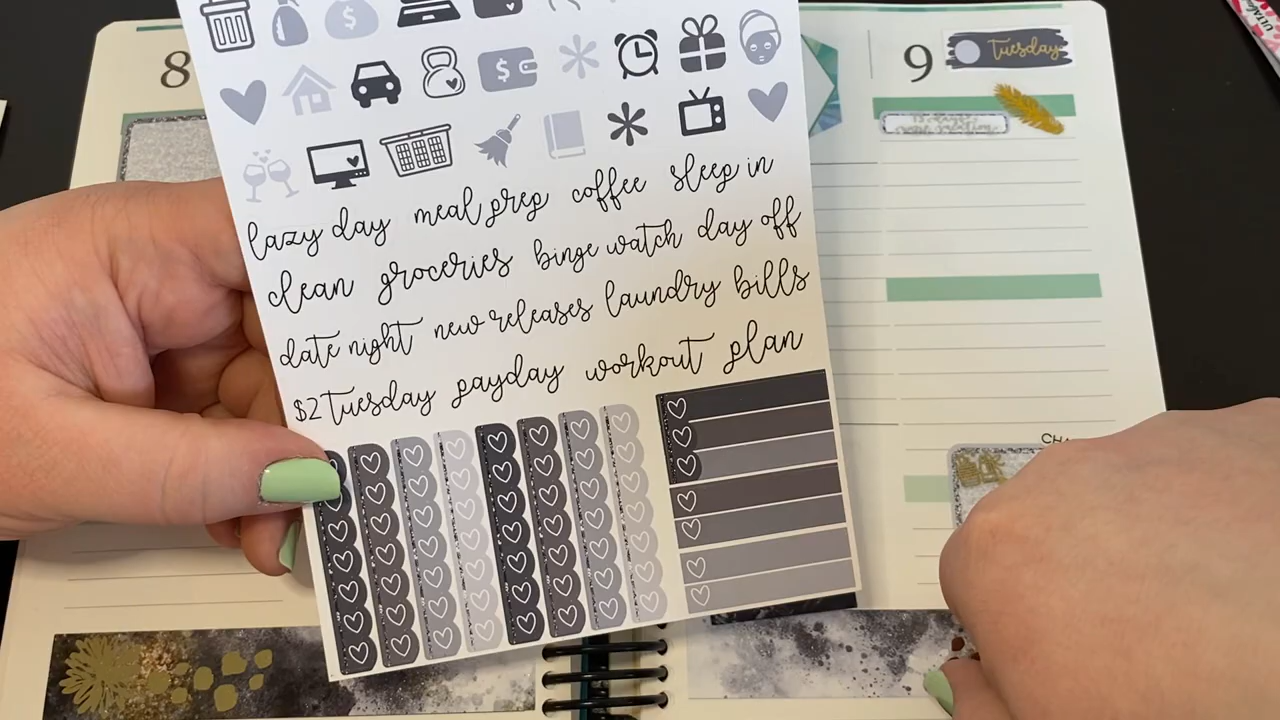 8
9 tuesday
$
$
lazy day meal prep coffee sleep in
clean groceries binge watch day off
date night new releases laundry bills
$2 Tuesday payday workout plan